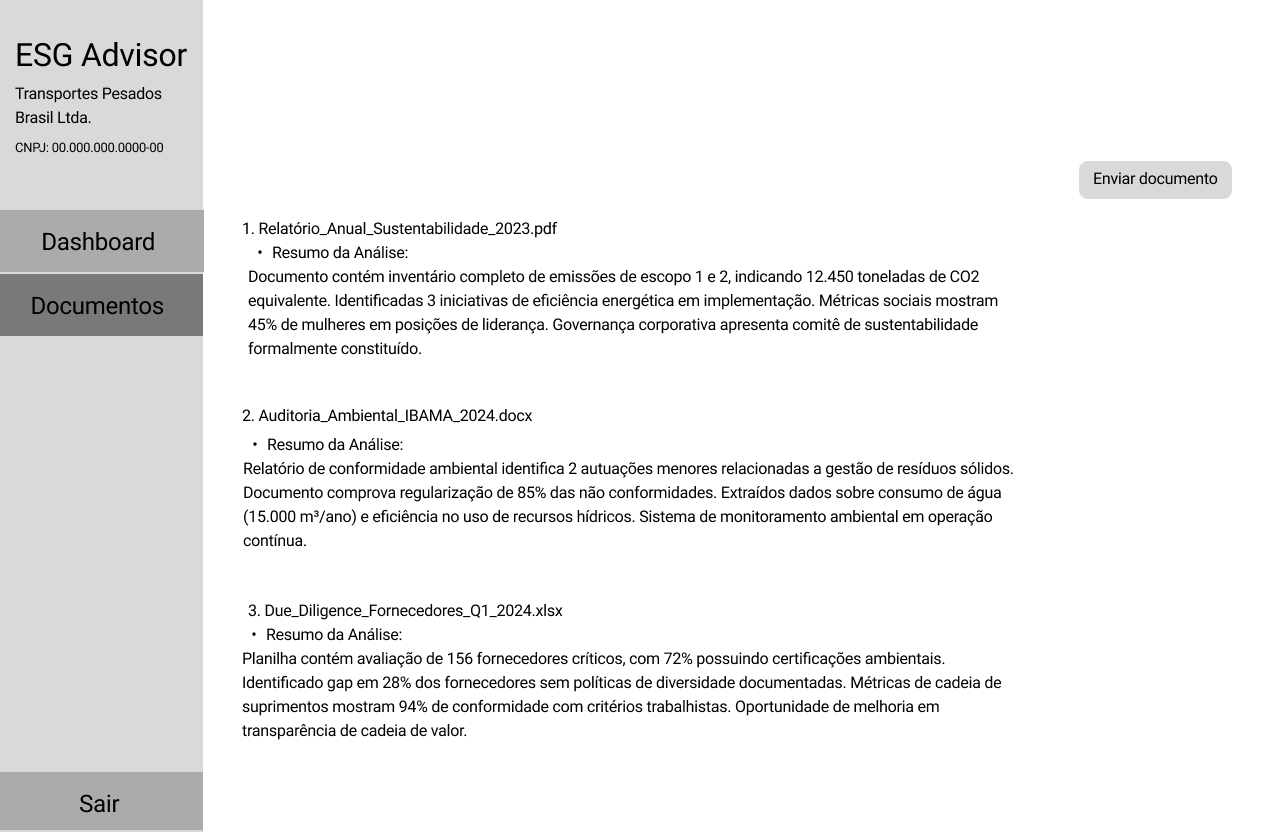 ESG Advisor
Transportes Pesados
Brasil Ltda.
CNPJ: 00.000.000.0000-00
Dashboard
Documentos
Sair
Enviar documento
1. Relatório_Anual_Sustentabilidade_2023.pdf
• Resumo da Análise:
Documento contém inventário completo de emissões de escopo 1 e 2, indicando 12.450 toneladas de CO2
equivalente. Identificadas 3 iniciativas de eficiência energética em implementação. Métricas sociais mostram
45% de mulheres em posições de liderança. Governança corporativa apresenta comitê de sustentabilidade
formalmente constituído.
2. Auditoria_Ambiental_IBAMA_2024.docx
• Resumo da Análise:
Relatório de conformidade ambiental identifica 2 autuações menores relacionadas a gestão de resíduos sólidos.
Documento comprova regularização de 85% das não conformidades. Extraídos dados sobre consumo de água
(15.000 m³/ano) e eficiência no uso de recursos hídricos. Sistema de monitoramento ambiental em operação
contínua.
3. Due_Diligence_Fornecedores_Q1_2024.xlsx
• Resumo da Análise:
Planilha contém avaliação de 156 fornecedores críticos, com 72% possuindo certificações ambientais.
Identificado gap em 28% dos fornecedores sem políticas de diversidade documentadas. Métricas de cadeia de
suprimentos mostram 94% de conformidade com critérios trabalhistas. Oportunidade de melhoria em
transparência de cadeia de valor.